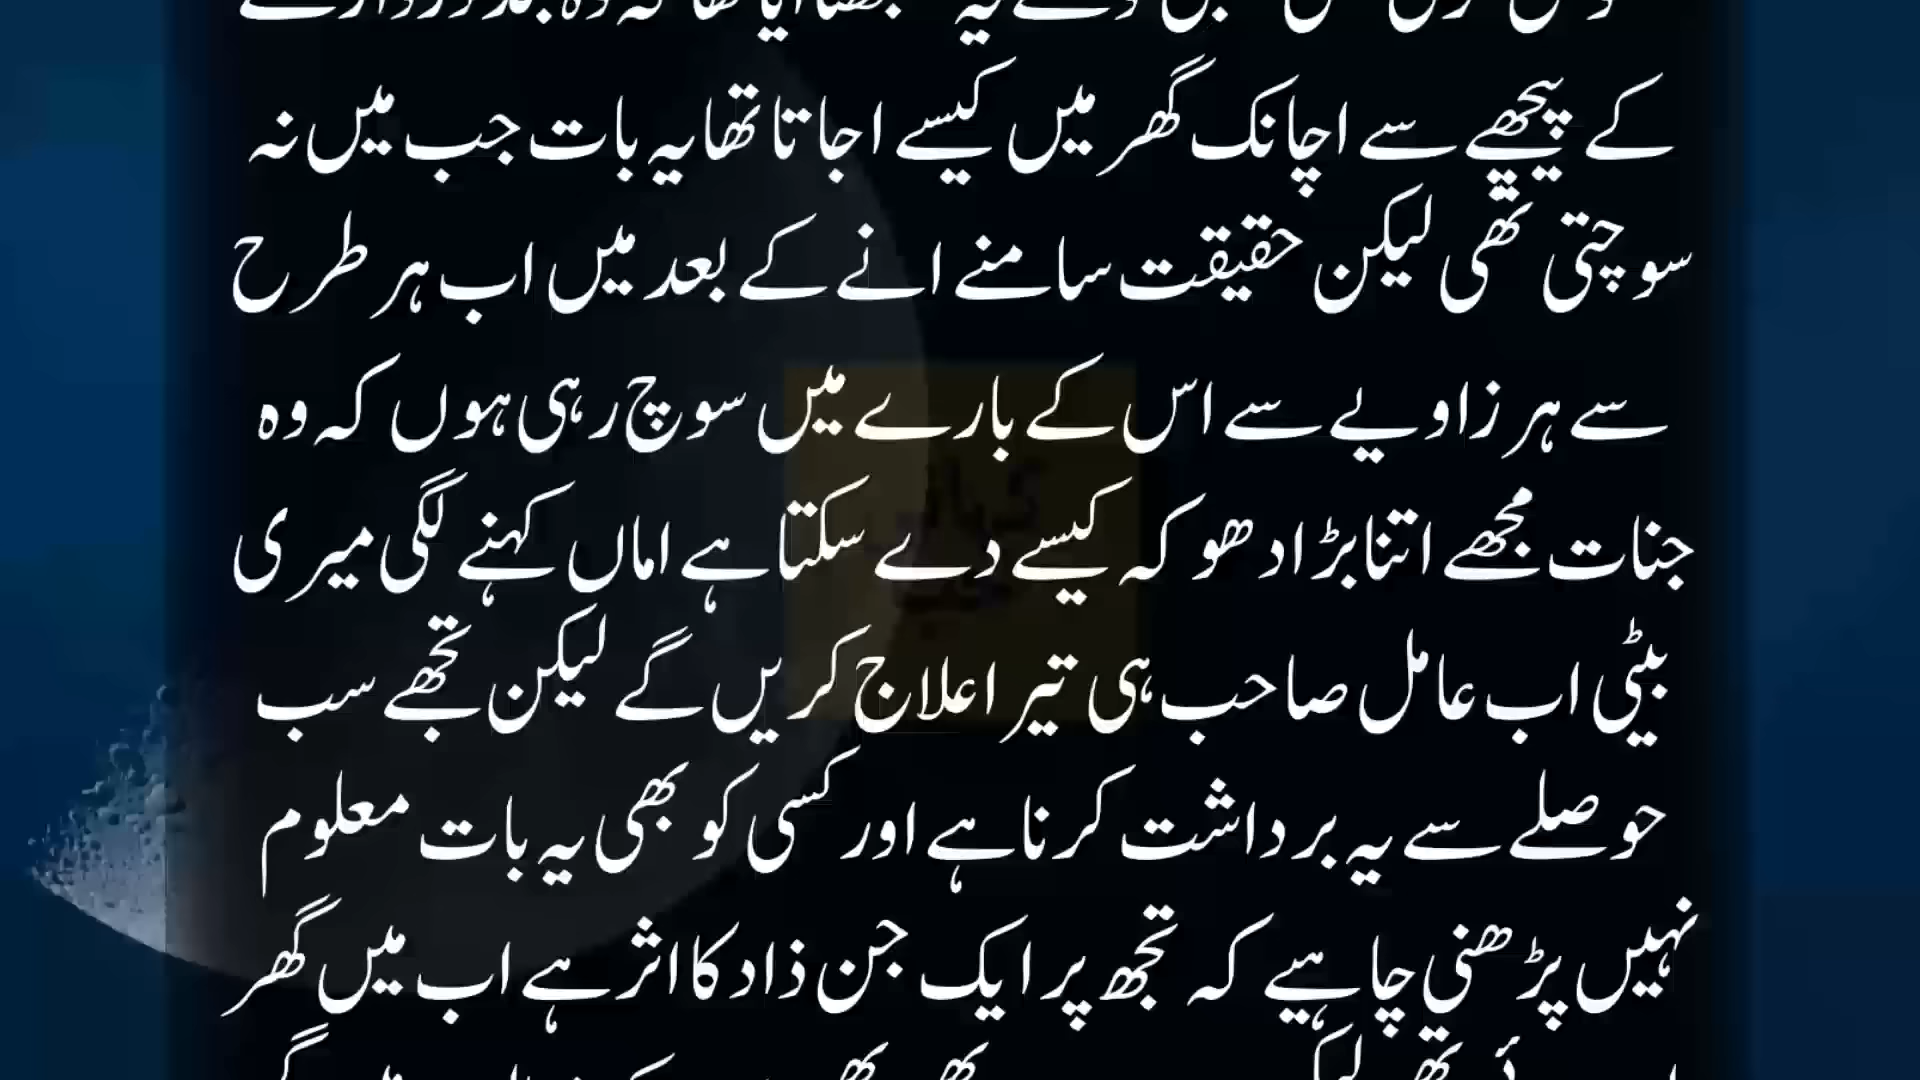 کے پیچھے سے اچانک گھر میں کیسے اجاتا تھا یہ بات جب میں نہ
سوچتی تھی لیکن حقیقت سامنے انے کے بعد میں اب ہر طرح
سے ہر زاویے سے اس کے بارے میں سوچ رہی ہوں کہ وہ
جنات مجھے اتنا بڑا دھوکہ کیسے دے سکتا ہے اماں کہنے لگی میری
بیٹی اب عامل صاحب ہی تیرا علاج کریں گے لیکن تجھے سب
حوصلے سے یہ برداشت کرنا ہے اور کسی کو بھی یہ بات معلوم
نہیں پڑھنی چاہیے کہ تجھ پر ایک جن ذاد کا اثر ہے اب میں گھر